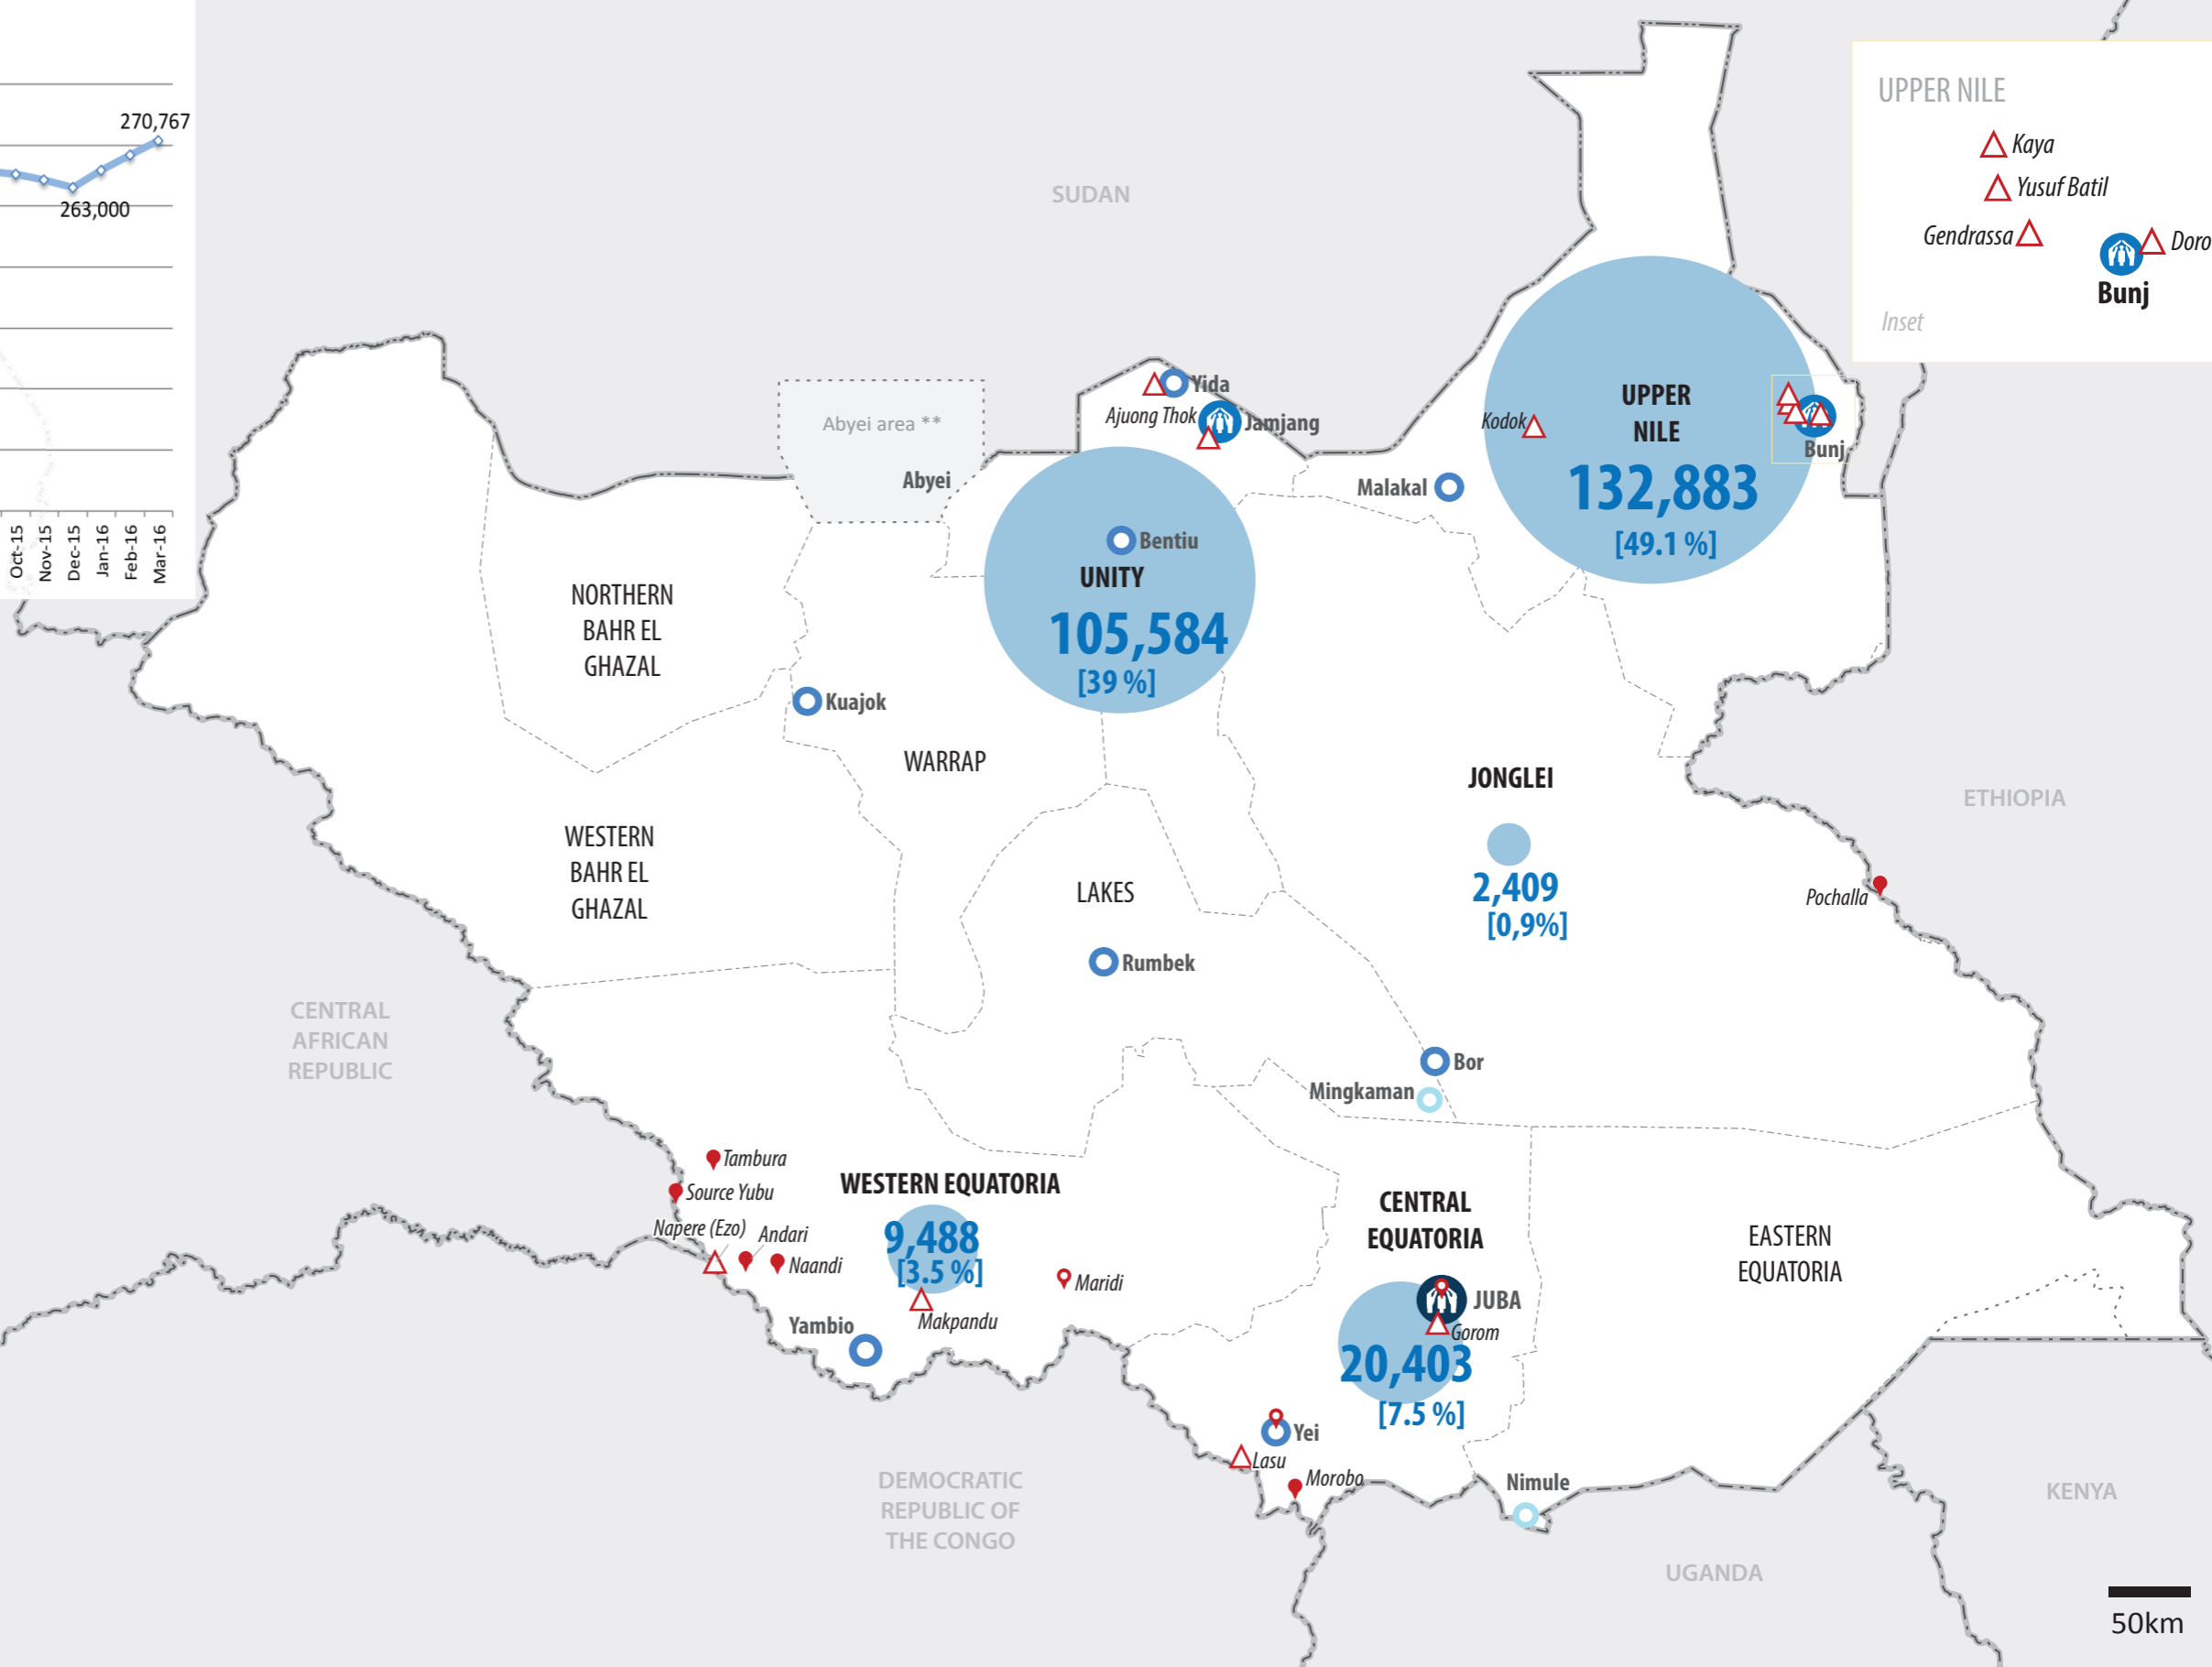 270,767
263,000
Oct-15
Nov-15
Dec-15
Jan-16
Feb-16
Mar-16
SUDAN
UPPER NILE
Kaya
Yusuf Batil
Gendrassa
Doro
Bunj
Inset
Yida
Ajuong Thok
Jamjang
Abyei area **
Abyei
Kodok
UPPER
NILE
132,883
[49.1 %]
Bunj
Malakal
Bentiu
UNITY
105,584
[39 %]
NORTHERN
BAHR EL
GHAZAL
Kuajok
WARRAP
JONGLEI
2,409
[0,9%]
ETHIOPIA
Pochalla
WESTERN
BAHR EL
GHAZAL
LAKES
Rumbek
CENTRAL
AFRICAN
REPUBLIC
Bor
Mingkaman
Tambura
Source Yubu
Napere (Ezo)
Andari
Naandi
WESTERN EQUATORIA
9,488
[3.5 %]
Makpandu
Maridi
Yambio
CENTRAL
EQUATORIA
JUBA
Gorom
20,403
[7.5 %]
EASTERN
EQUATORIA
Yei
Lasu
Morobo
Nimule
DEMOCRATIC
REPUBLIC OF
THE CONGO
UGANDA
KENYA
50km